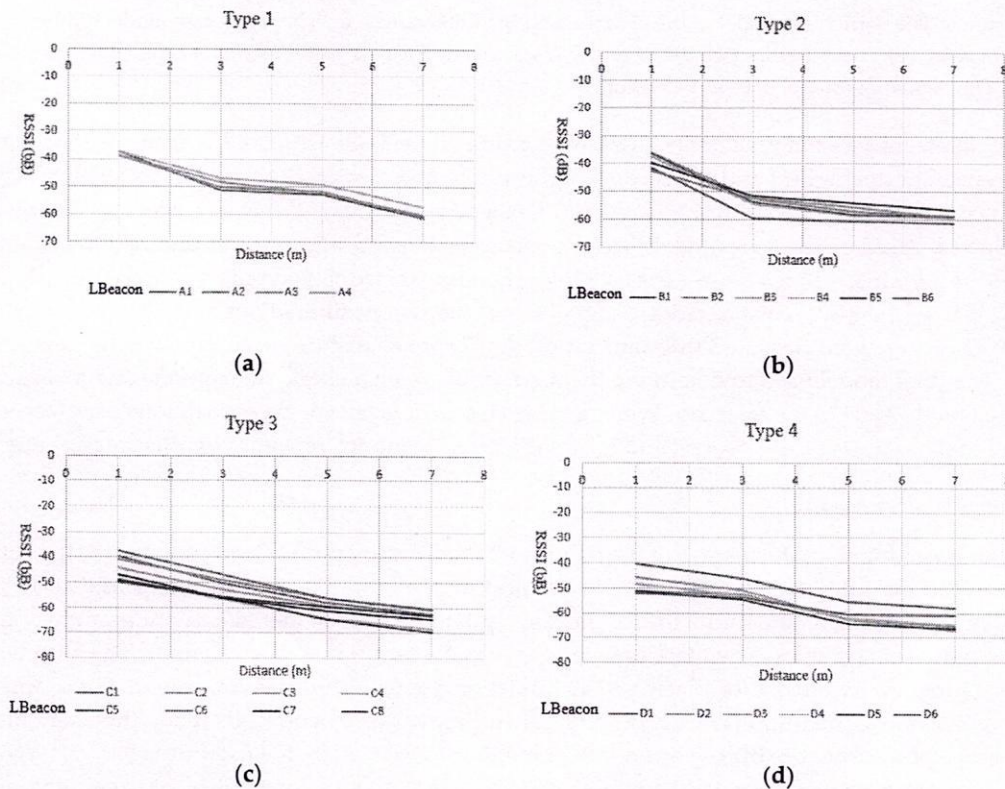 Type 1
0
0 1 2 3 4 5 6 7 8
-10
-20
-30
-40
-50
-60
-70
RSSI (bB)
Distance (m)
LBeacon A1 A2 A3 A4
(a)
Type 2
0
0 1 2 3 4 5 6 7 8
-10
-20
-30
-40
-50
-60
-70
RSSI (dB)
Distance (m)
LBeacon B1 B2 B3 B4 B5 B6
(b)
Type 3
0
0 1 2 3 4 5 6 7 8
-10
-20
-30
-40
-50
-60
-70
-80
RSSI (bB)
Distance (m)
C1 C2 C3 C4
LBeacon C5 C6 C7 C8
(c)
Type 4
0
0 1 2 3 4 5 6 7 8
-10
-20
-30
-40
-50
-60
-70
-80
RSSI (bB)
Distance (m)
LBeacon D1 D2 D3 D4 D5 D6
(d)